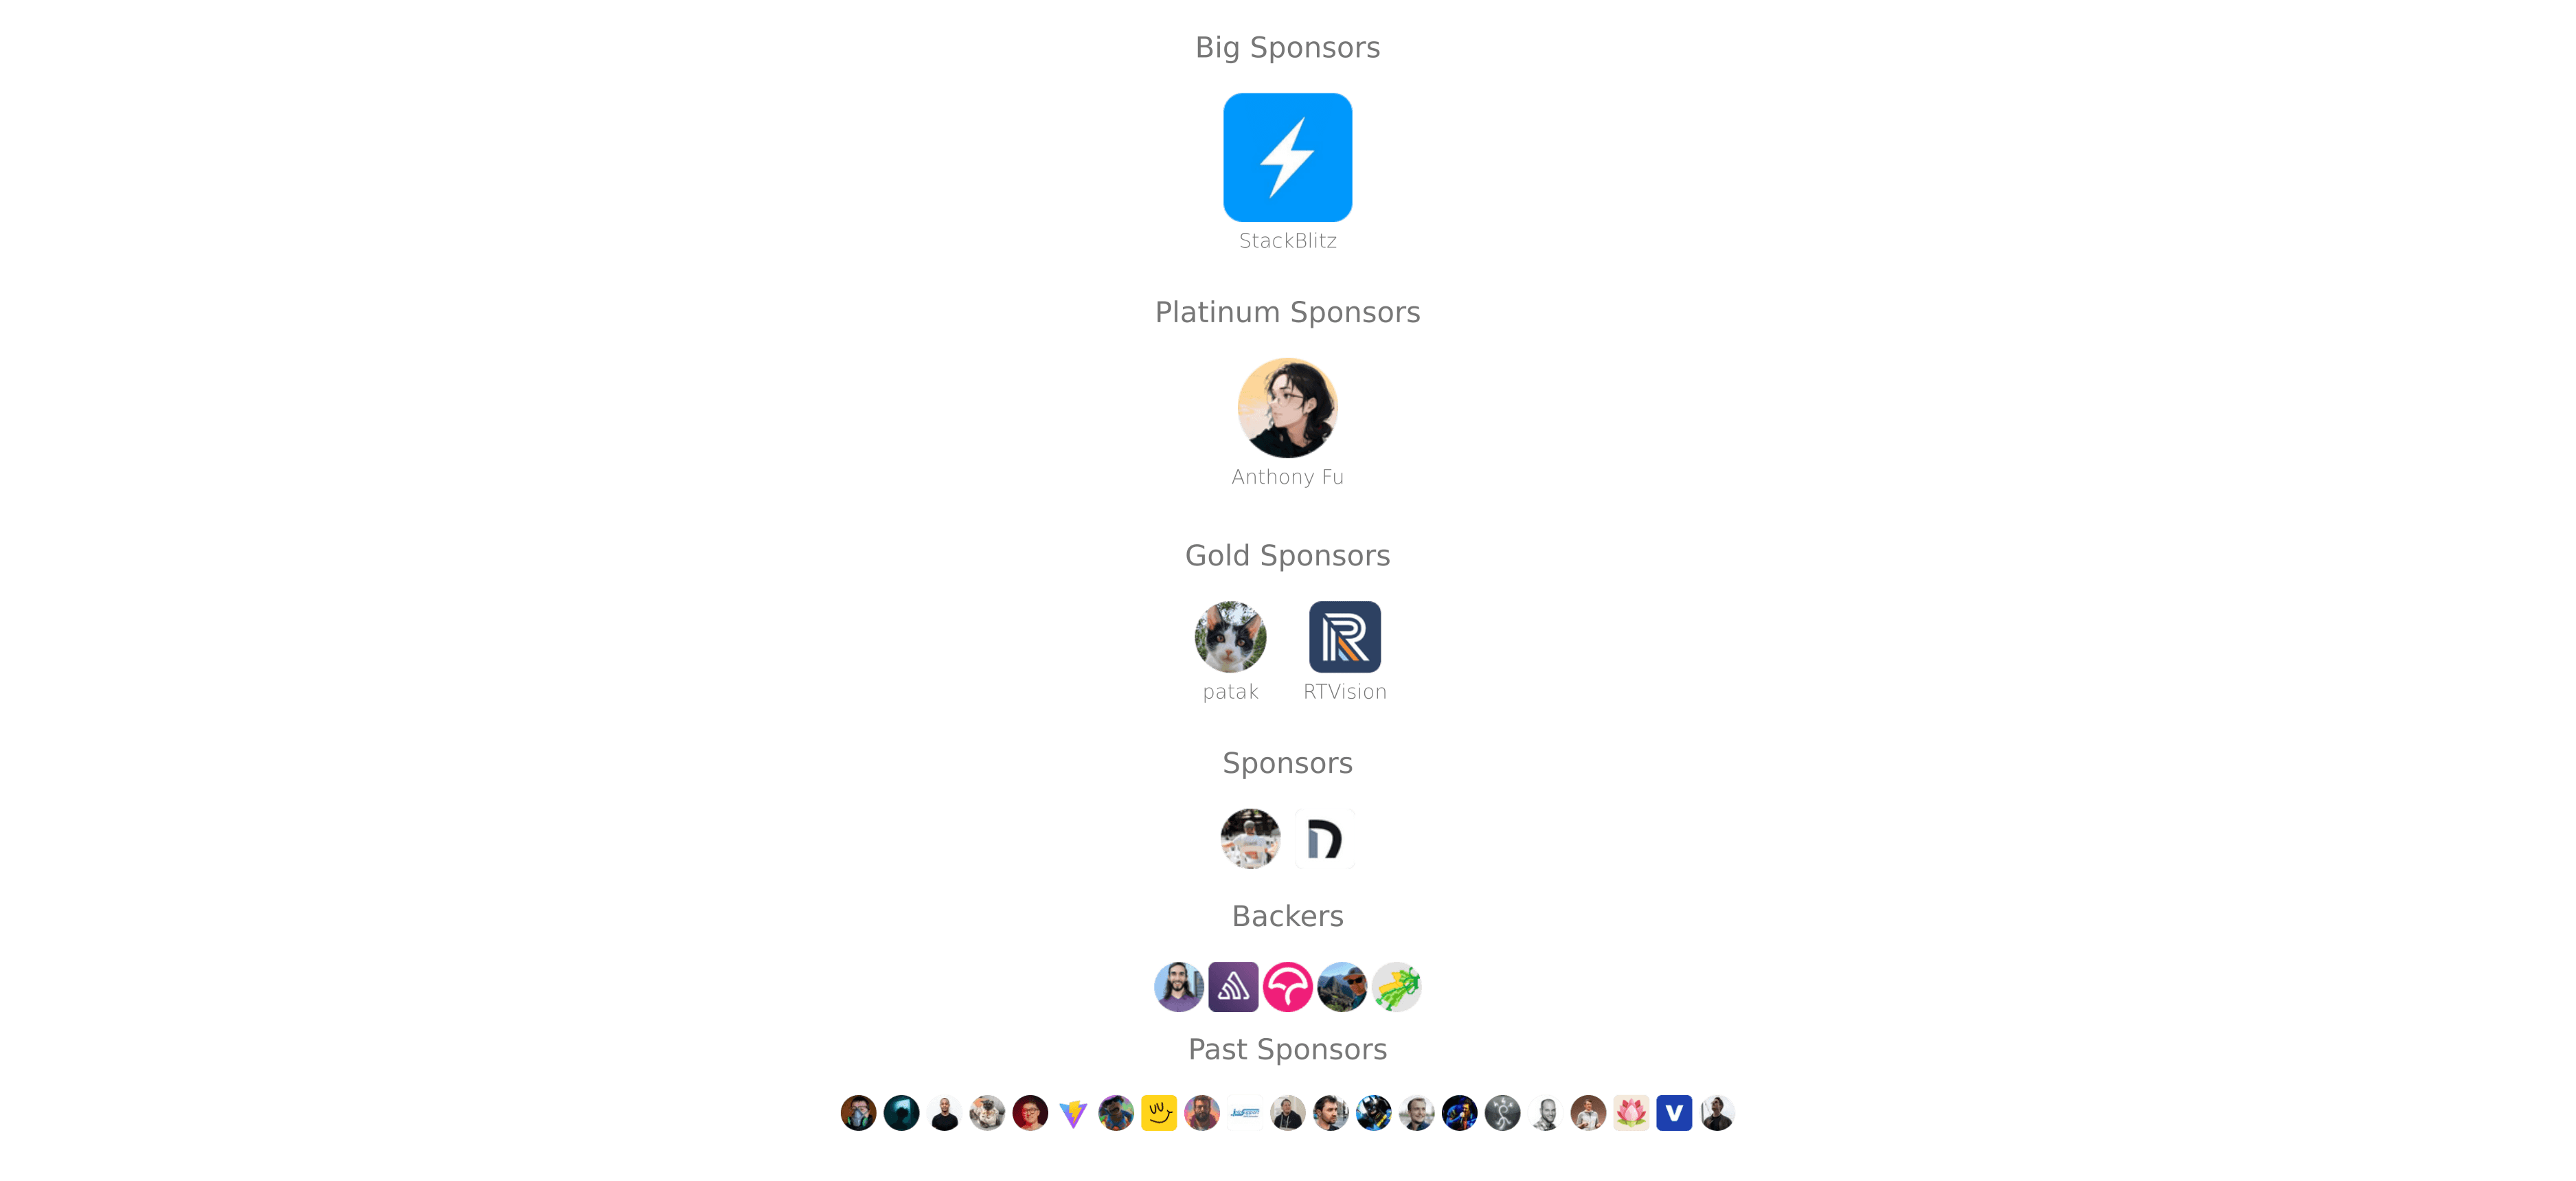 Big Sponsors
StackBlitz
Platinum Sponsors
Anthony Fu
Gold Sponsors
patak
RTVision
Sponsors
Backers
Past Sponsors